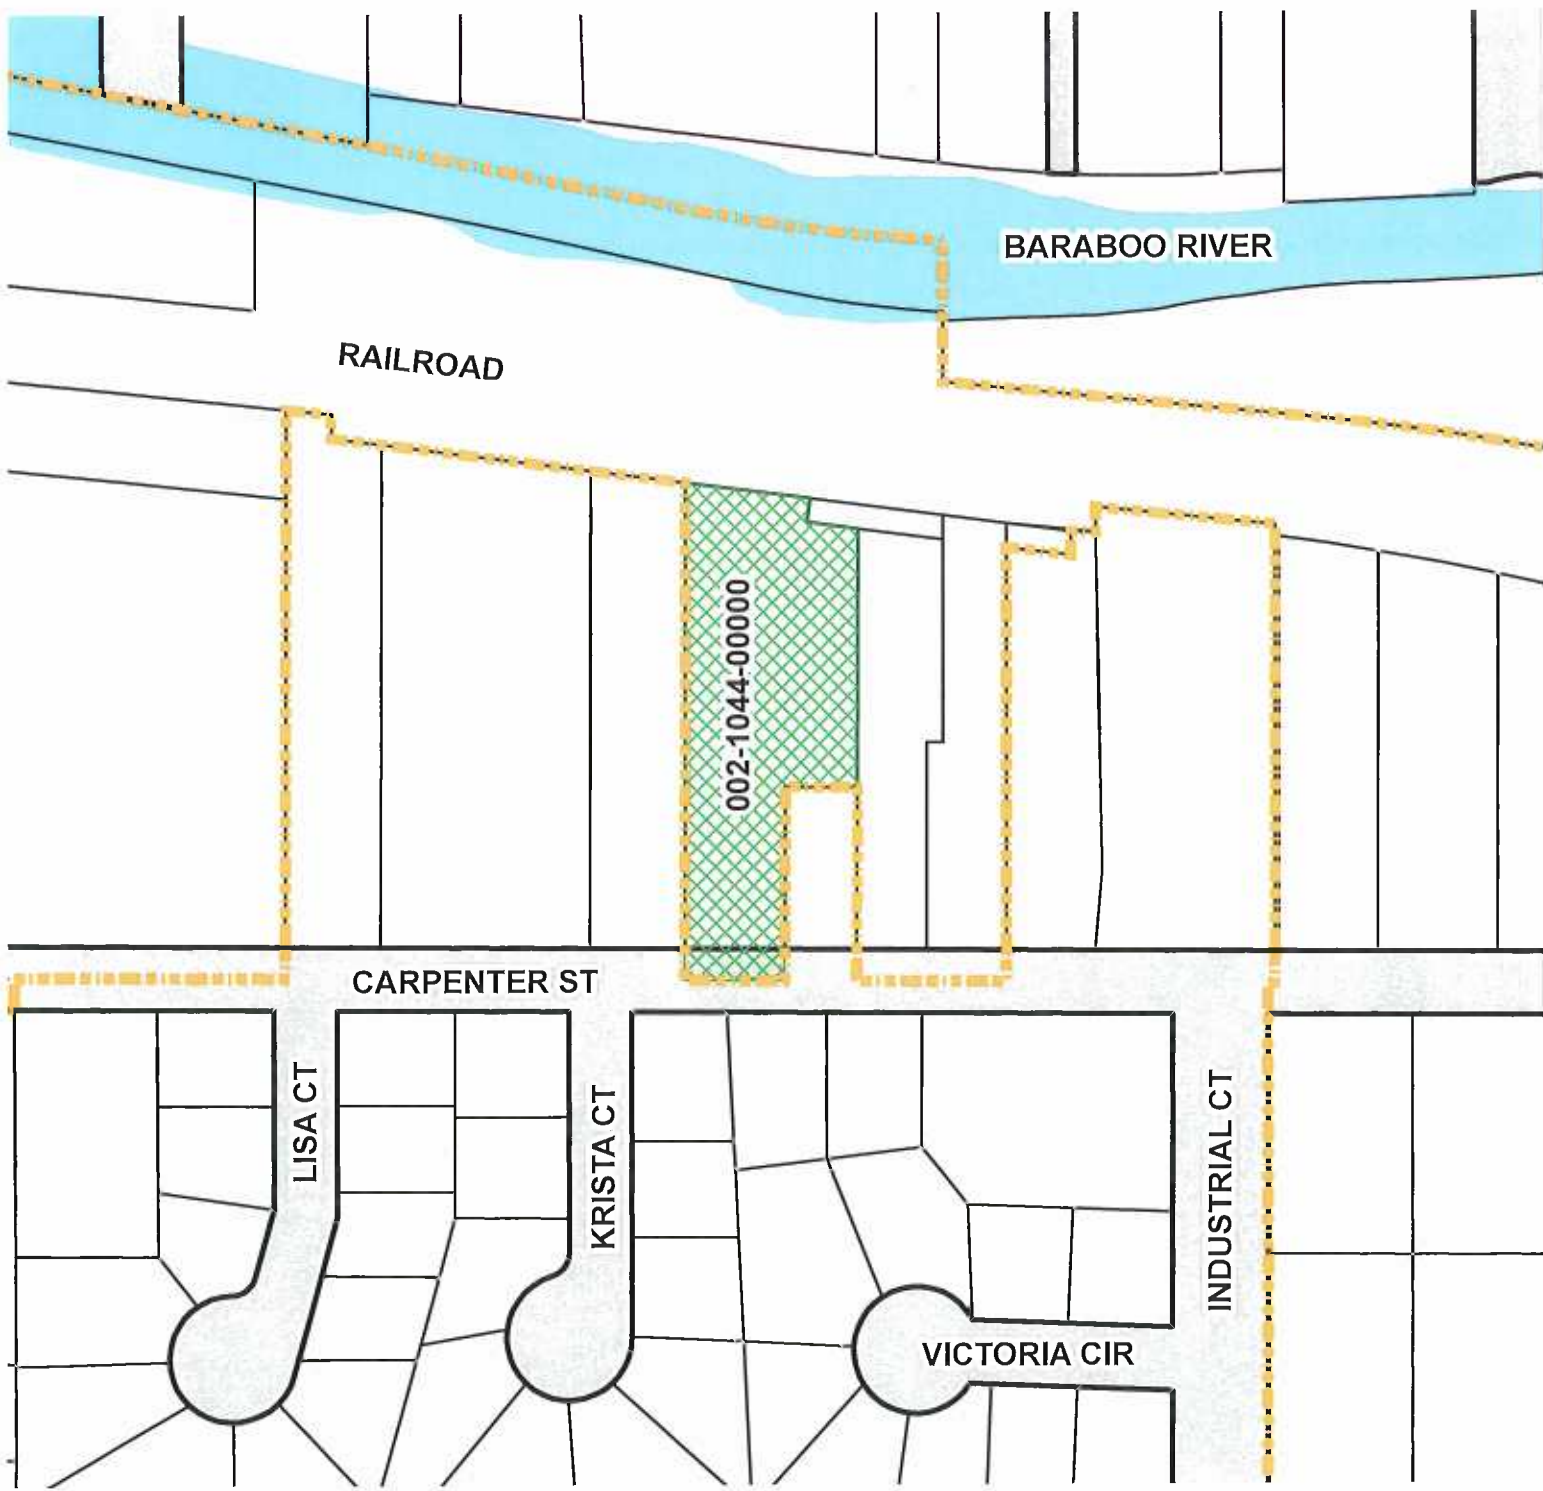 BARABOO RIVER
RAILROAD
002-1044-00000
CARPENTER ST
LISA CT
KRISTA CT
INDUSTRIAL CT
VICTORIA CIR